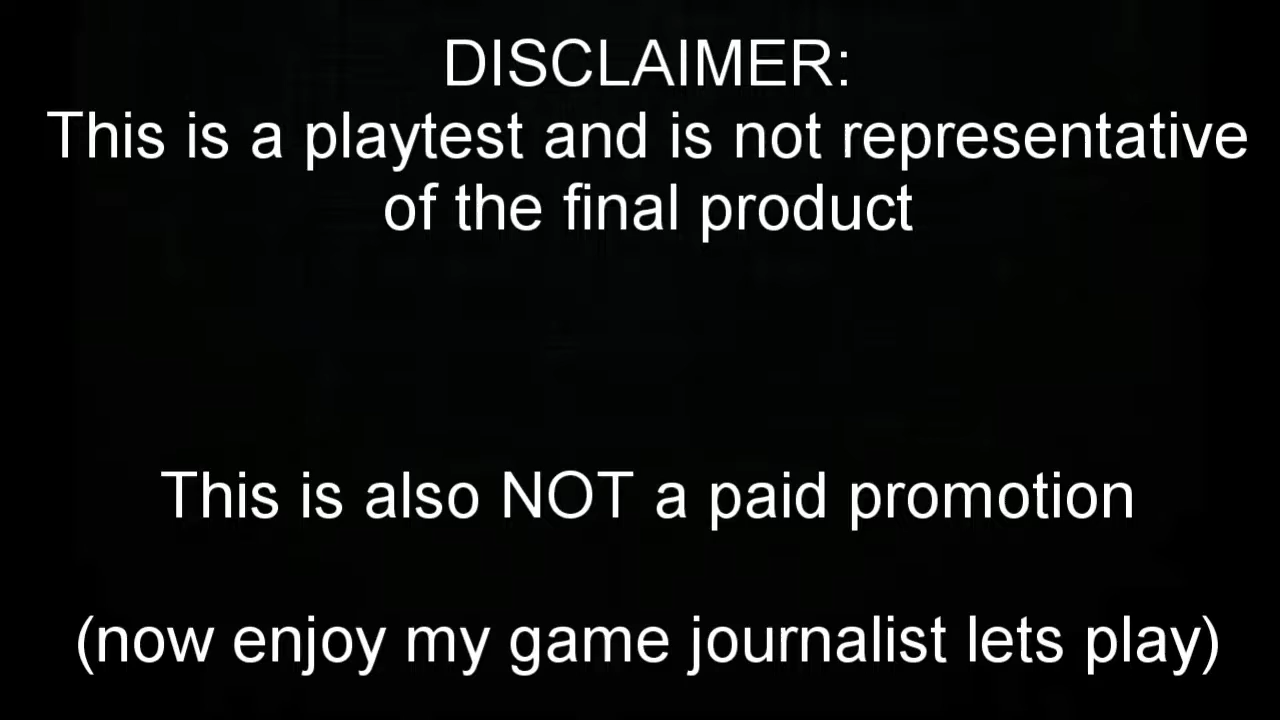 DISCLAIMER:
This is a playtest and is not representative
of the final product
This is also NOT a paid promotion
(now enjoy my game journalist lets play)